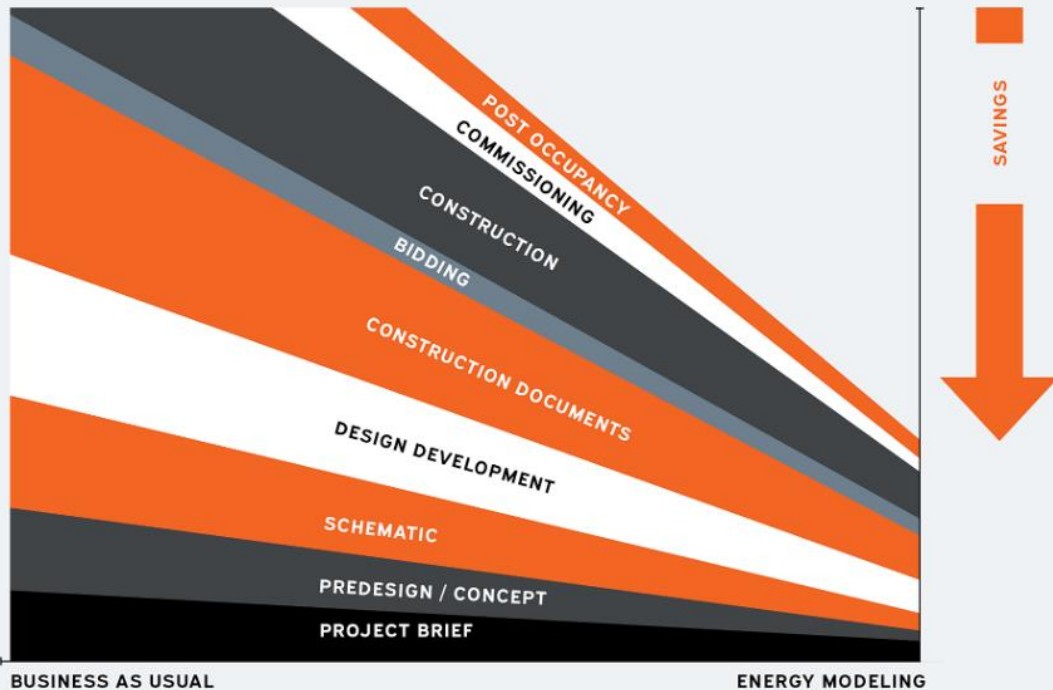 SAVINGS
POST OCCUPANCY
COMMISSIONING
CONSTRUCTION
BIDDING
CONSTRUCTION DOCUMENTS
DESIGN DEVELOPMENT
SCHEMATIC
PREDESIGN / CONCEPT
PROJECT BRIEF
BUSINESS AS USUAL
ENERGY MODELING